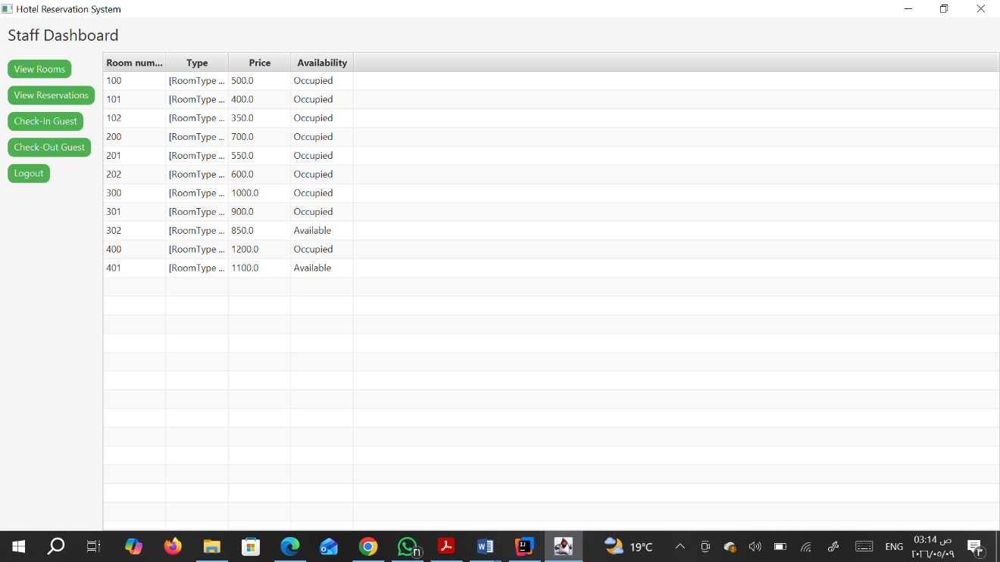 Hotel Reservation System
Staff Dashboard
View Rooms
View Reservations
Check-In Guest
Check-Out Guest
Logout
Room num... Type Price Availability
100 [RoomType ... 500.0 Occupied
101 [RoomType ... 400.0 Occupied
102 [RoomType ... 350.0 Occupied
200 [RoomType ... 700.0 Occupied
201 [RoomType ... 550.0 Occupied
202 [RoomType ... 600.0 Occupied
300 [RoomType ... 1000.0 Occupied
301 [RoomType ... 900.0 Occupied
302 [RoomType ... 850.0 Available
400 [RoomType ... 1200.0 Occupied
401 [RoomType ... 1100.0 Available
19°C ENG 03:14 ص
٢٠٢٦/٠٥/٠٩